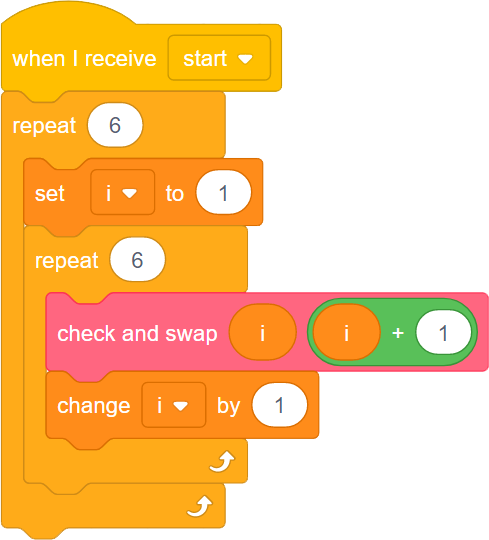 when I receive start
repeat 6
set i to 1
repeat 6
check and swap i i + 1
change i by 1